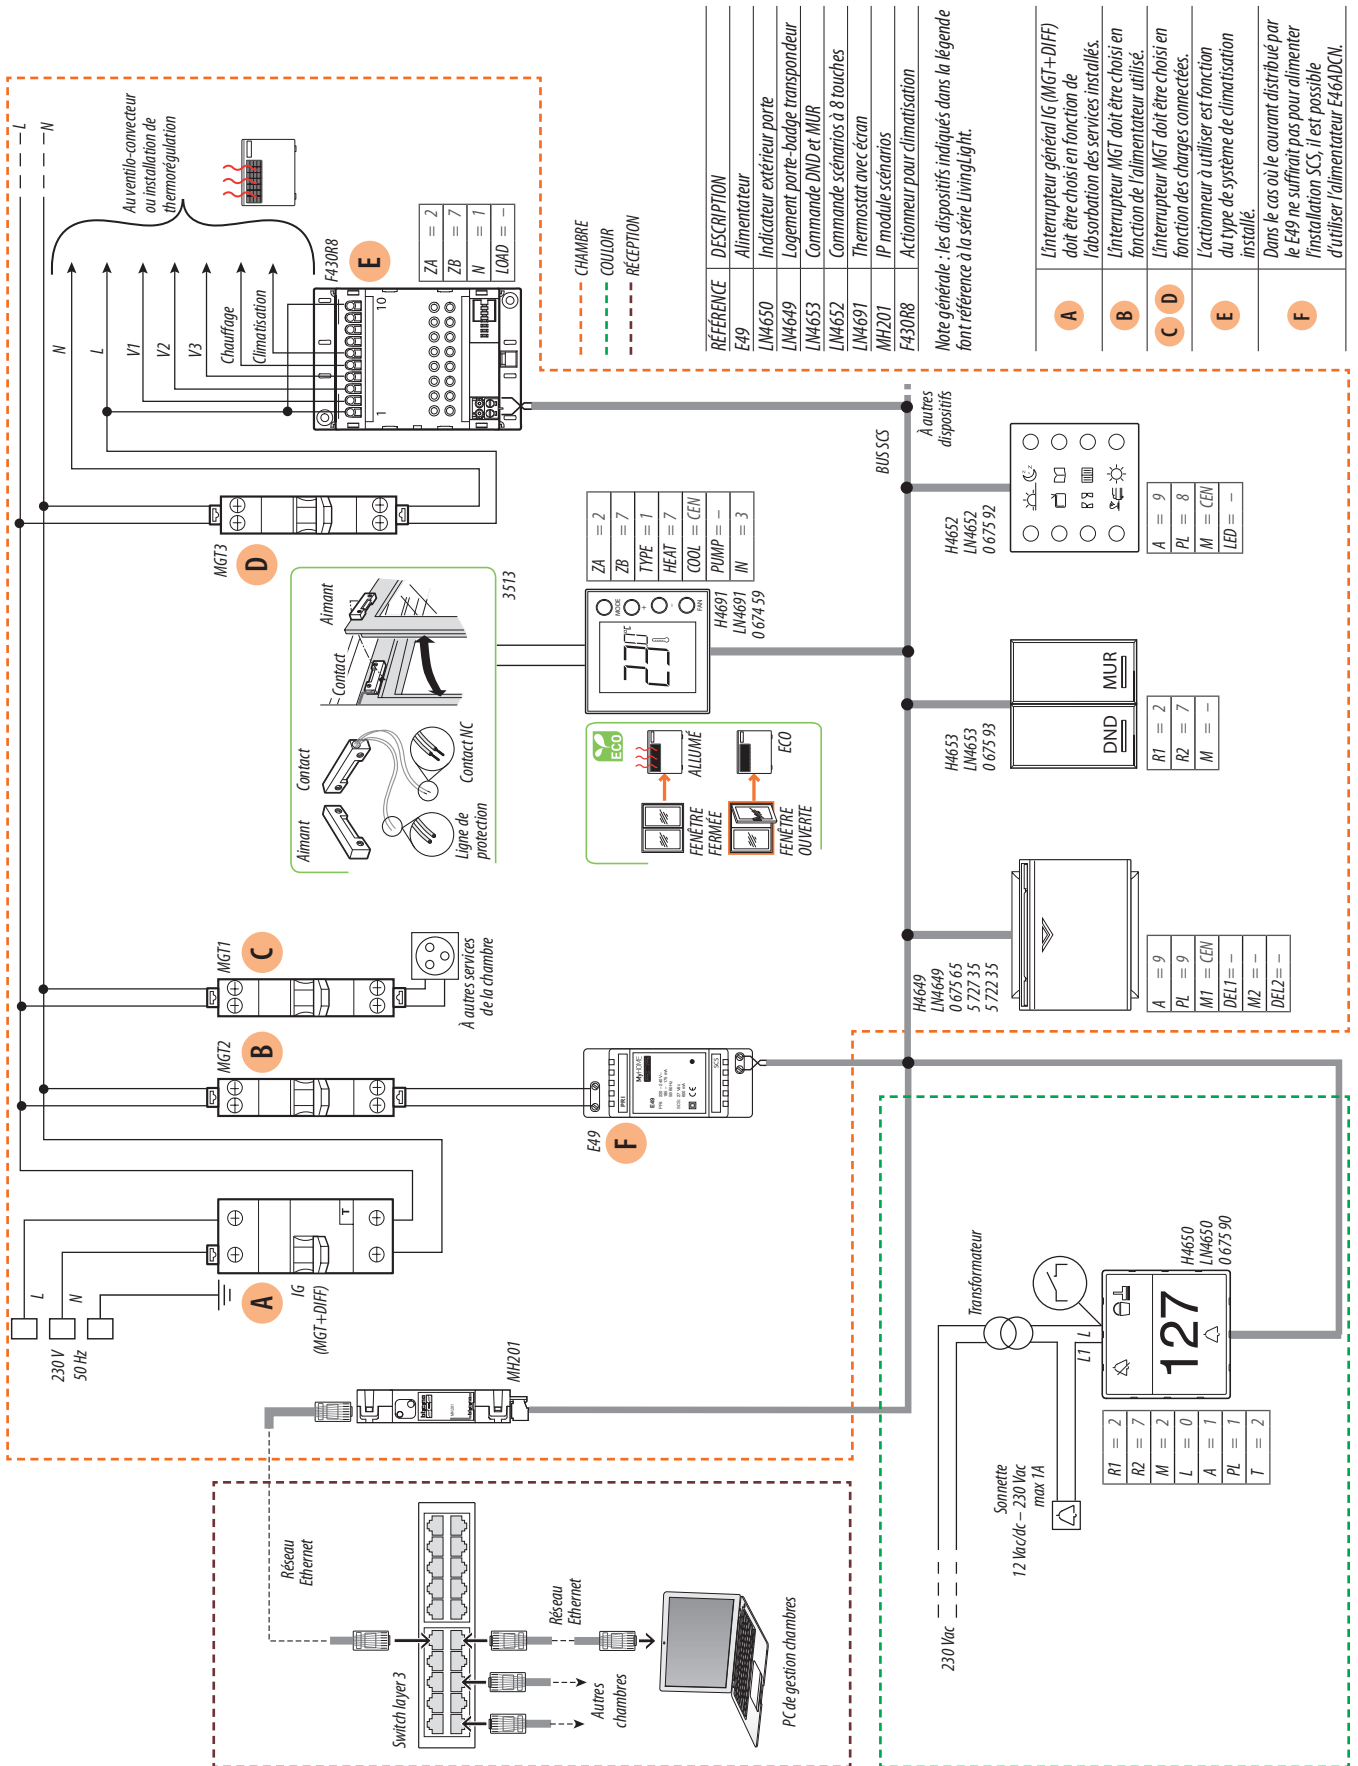 Réseau
Ethernet
Switch layer 3
Réseau
Ethernet
Autres
chambres
PC de gestion chambres
230 V
50 Hz
L
N
A
IG
(MGT+DIFF)
T
MH201
MGT2
B
MGT1
C
À autres services
de la chambre
E49
F
PRI
MyHOME
E49
SCS
MGT3
D
L
N
Au ventilo-convecteur
ou installation de
thermorégulation
N
L
V1
V2
V3
Chauffage
Climatisation
F430R8
E
1
10
ZA = 2
ZB = 7
N = 1
LOAD = –
Aimant
Contact
Contact
Aimant
Ligne de
protection
Contact NC
3513
ECO
FENÊTRE
FERMÉE
ALLUMÉ
FENÊTRE
OUVERTE
ECO
MODE
+
-
FAN
°C
H4691
LN4691
0 674 59
ZA = 2
ZB = 7
TYPE = 1
HEAT = 7
COOL = CEN
PUMP = –
IN = 3
CHAMBRE
COULOIR
RÉCEPTION
BUS SCS
À autres
dispositifs
H4652
LN4652
0 675 92
A = 9
PL = 8
M = CEN
LED = –
H4653
LN4653
0 675 93
DND
MUR
R1 = 2
R2 = 7
M = –
H4649
LN4649
0 675 65
5 727 35
5 722 35
A = 9
PL = 9
M1 = CEN
DEL1= –
M2 = –
DEL2= –
230 Vac
Transformateur
Sonnette
12 Vac/dc – 230 Vac
max 1A
L1
L
127
H4650
LN4650
0 675 90
R1 = 2
R2 = 7
M = 2
L = 0
A = 1
PL = 1
T = 2
RÉFÉRENCE DESCRIPTION
E49 Alimentateur
LN4650 Indicateur extérieur porte
LN4649 Logement porte-badge transpondeur
LN4653 Commande DND et MUR
LN4652 Commande scénarios à 8 touches
LN4691 Thermostat avec écran
MH201 IP module scénarios
F430R8 Actionneur pour climatisation
Note générale : les dispositifs indiqués dans la légende
font référence à la série LivingLight.
A
L'interrupteur général IG (MGT+DIFF)
doit être choisi en fonction de
l'absorbation des services installés.
B
L'interrupteur MGT doit être choisi en
fonction de l'alimentateur utilisé.
C D
L'interrupteur MGT doit être choisi en
fonction des charges connectées.
E
L'actionneur à utiliser est fonction
du type de système de climatisation
installé.
F
Dans le cas où le courant distribué par
le E49 ne suffirait pas pour alimenter
l'installation SCS, il est possible
d'utiliser l'alimentateur E46ADCN.